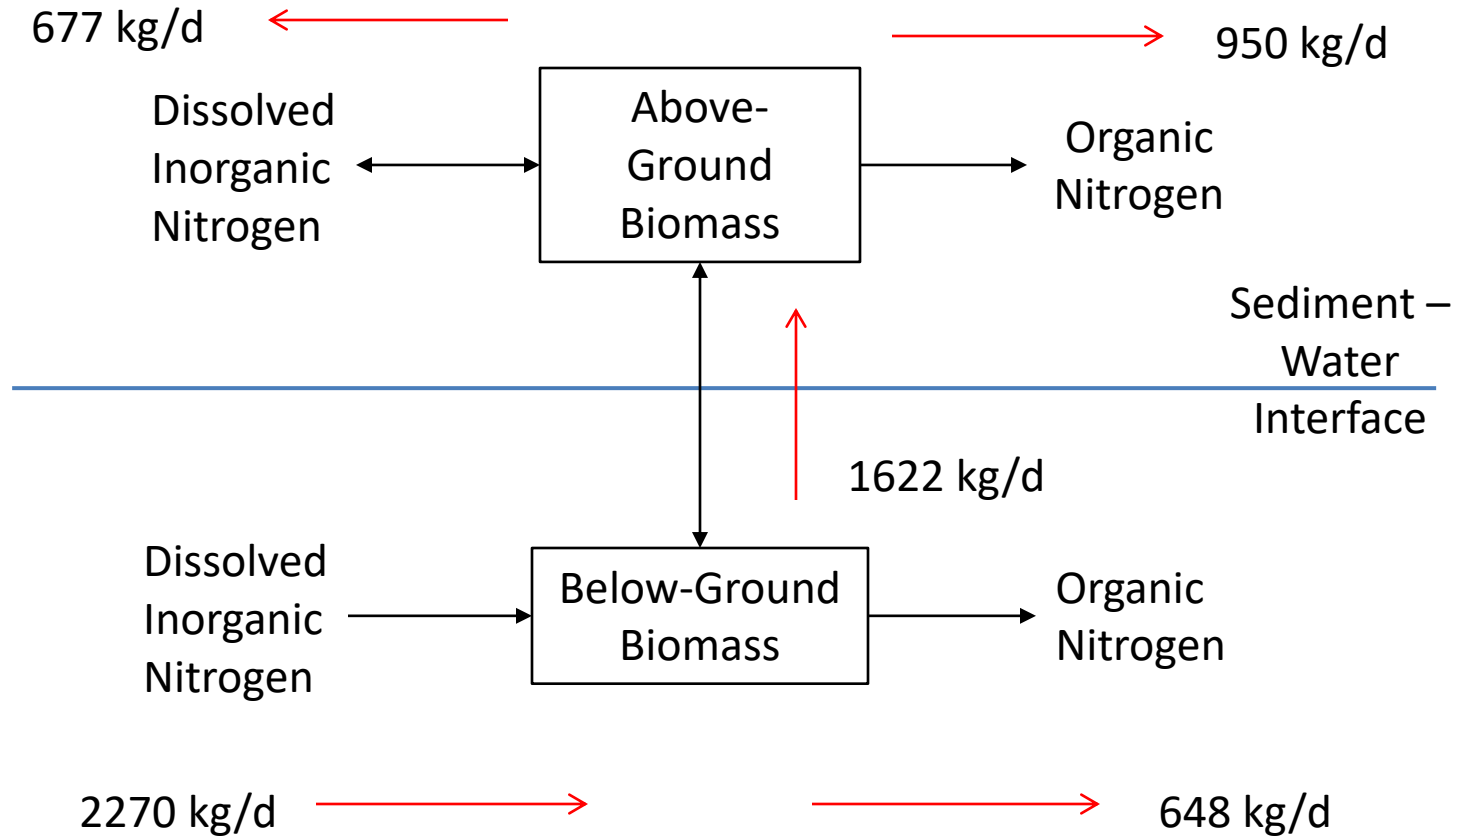 677 kg/d
950 kg/d
Dissolved
Inorganic
Nitrogen
Above-
Ground
Biomass
Organic
Nitrogen
Sediment –
Water
Interface
1622 kg/d
Dissolved
Inorganic
Nitrogen
Below-Ground
Biomass
Organic
Nitrogen
2270 kg/d
648 kg/d